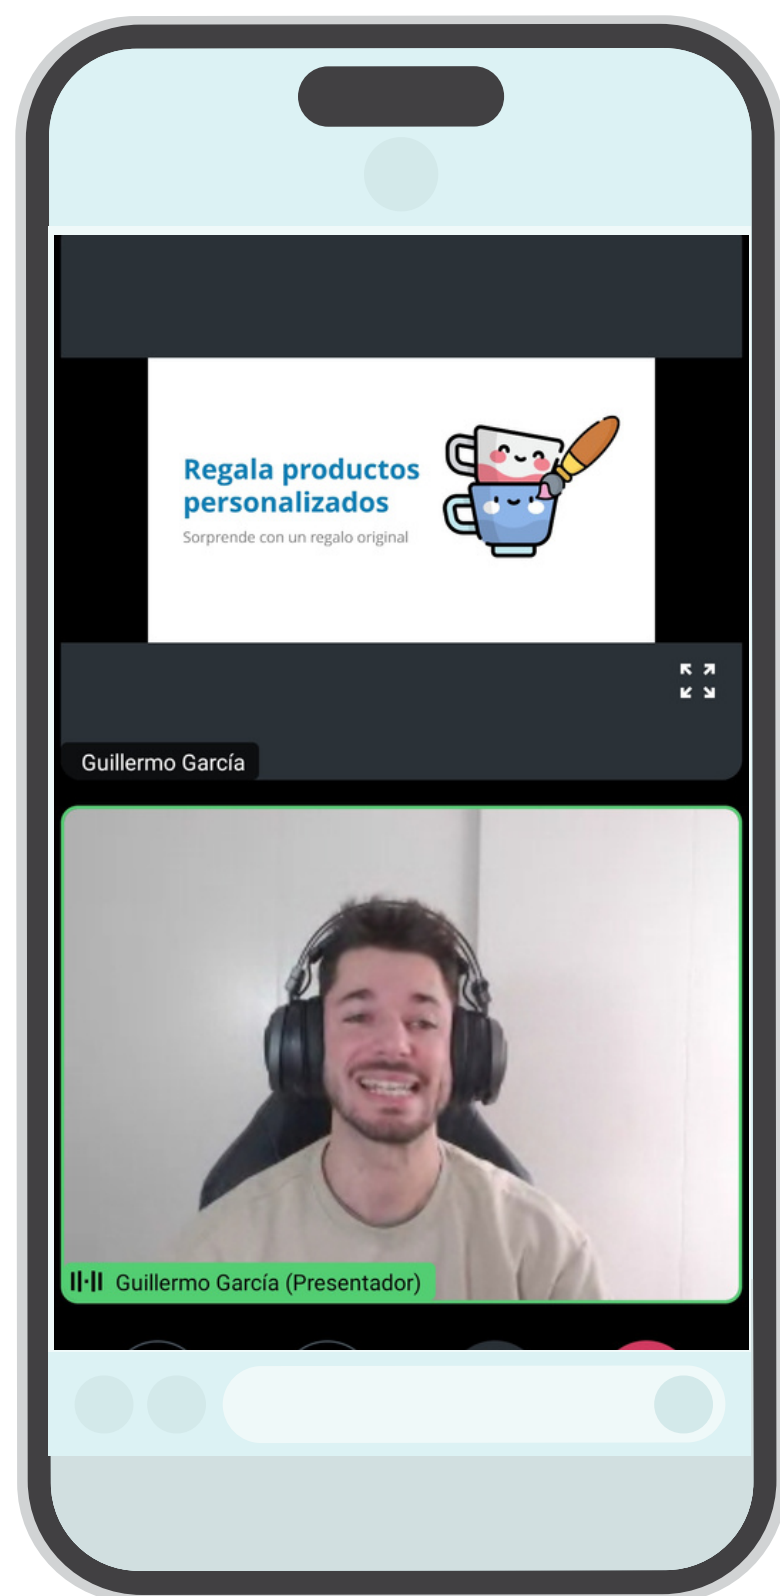 Regala productos
personalizados
Sorprende con un regalo original
Guillermo García
Guillermo García (Presentador)